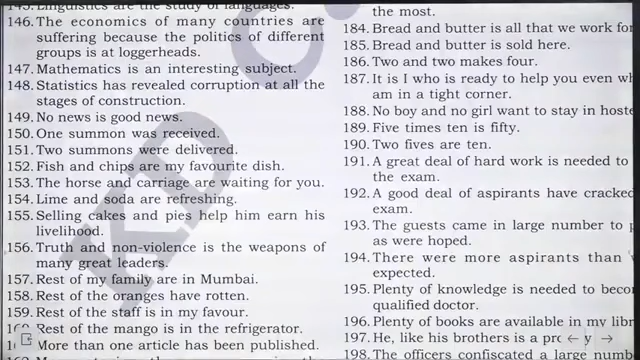 145. Linguistics are the study of languages.
146. The economics of many countries are
suffering because the politics of different
groups is at loggerheads.
147. Mathematics is an interesting subject.
148. Statistics has revealed corruption at all the
stages of construction.
149. No news is good news.
150. One summon was received.
151. Two summons were delivered.
152. Fish and chips are my favourite dish.
153. The horse and carriage are waiting for you.
154. Lime and soda are refreshing.
155. Selling cakes and pies help him earn his
livelihood.
156. Truth and non-violence is the weapons of
many great leaders.
157. Rest of my family are in Mumbai.
158. Rest of the oranges have rotten.
159. Rest of the staff is in my favour.
Rest of the mango is in the refrigerator.
More than one article has been published.
the most.
184. Bread and butter is all that we work
185. Bread and butter is sold here.
186. Two and two makes four.
187. It is I who is ready to help you even
am in a tight corner.
188. No boy and no girl want to stay in
189. Five times ten is fifty.
190. Two fives are ten.
191. A great deal of hard work is needed to
the exam.
192. A good deal of aspirants have cracked
exam.
193. The guests came in large number to
as were hoped.
194. There were more aspirants than
expected.
195. Plenty of knowledge is needed to
qualified doctor.
196. Plenty of books are available in my
197. He, like his brothers is a
198. The officers confiscated a large
KD C